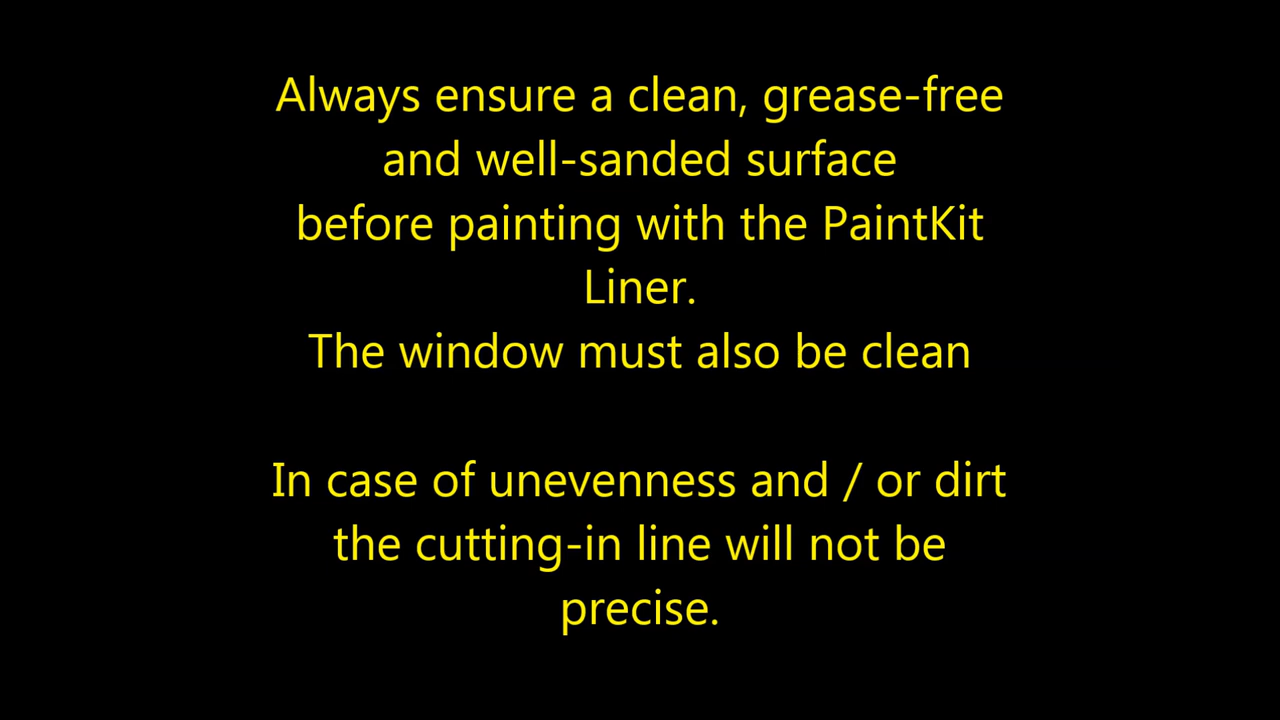 Always ensure a clean, grease-free
and well-sanded surface
before painting with the PaintKit
Liner.
The window must also be clean
In case of unevenness and / or dirt
the cutting-in line will not be
precise.